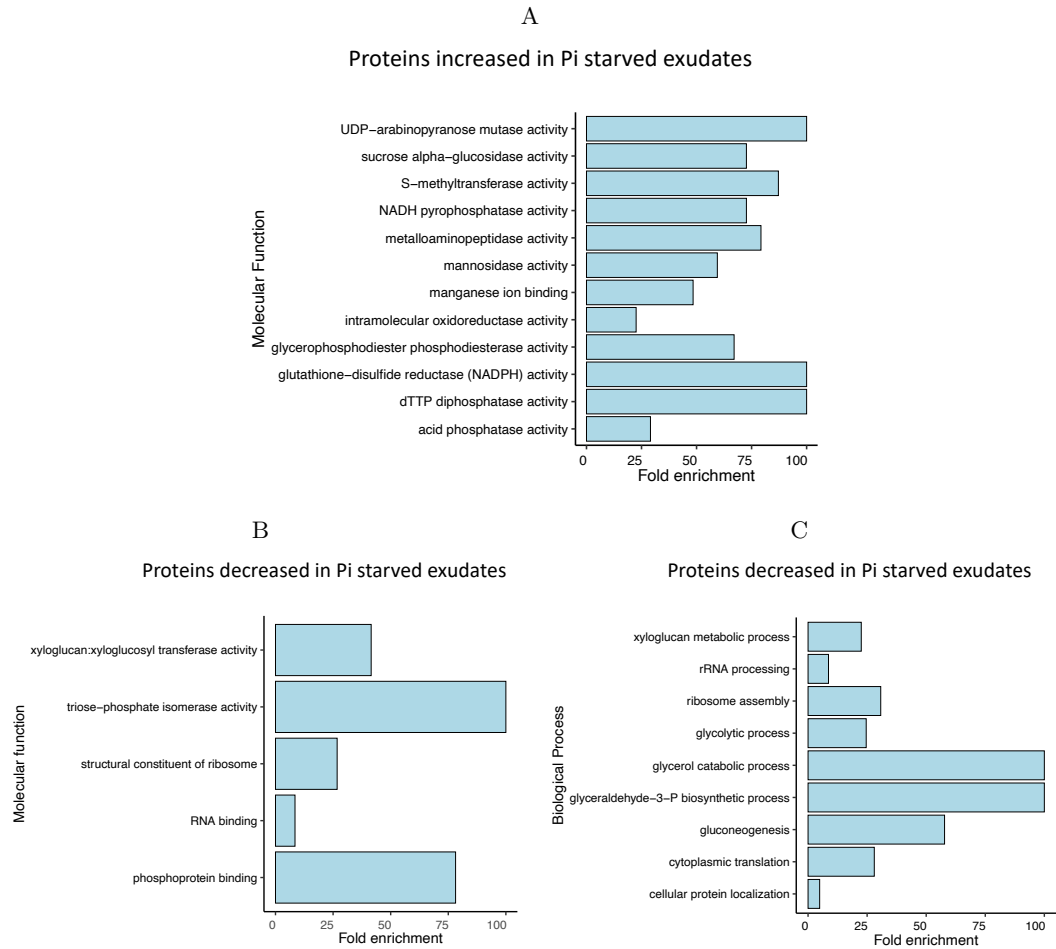 A
Proteins increased in Pi starved exudates
Molecular Function
UDP−arabinopyranose mutase activity
sucrose alpha−glucosidase activity
S−methyltransferase activity
NADH pyrophosphatase activity
metalloaminopeptidase activity
mannosidase activity
manganese ion binding
intramolecular oxidoreductase activity
glycerophosphodiester phosphodiesterase activity
glutathione−disulfide reductase (NADPH) activity
dTTP diphosphatase activity
acid phosphatase activity
0 25 50 75 100
Fold enrichment
B
Proteins decreased in Pi starved exudates
Molecular function
xyloglucan:xyloglucosyl transferase activity
triose−phosphate isomerase activity
structural constituent of ribosome
RNA binding
phosphoprotein binding
0 25 50 75 100
Fold enrichment
C
Proteins decreased in Pi starved exudates
Biological Process
xyloglucan metabolic process
rRNA processing
ribosome assembly
glycolytic process
glycerol catabolic process
glyceraldehyde−3−P biosynthetic process
gluconeogenesis
cytoplasmic translation
cellular protein localization
0 25 50 75 100
Fold enrichment